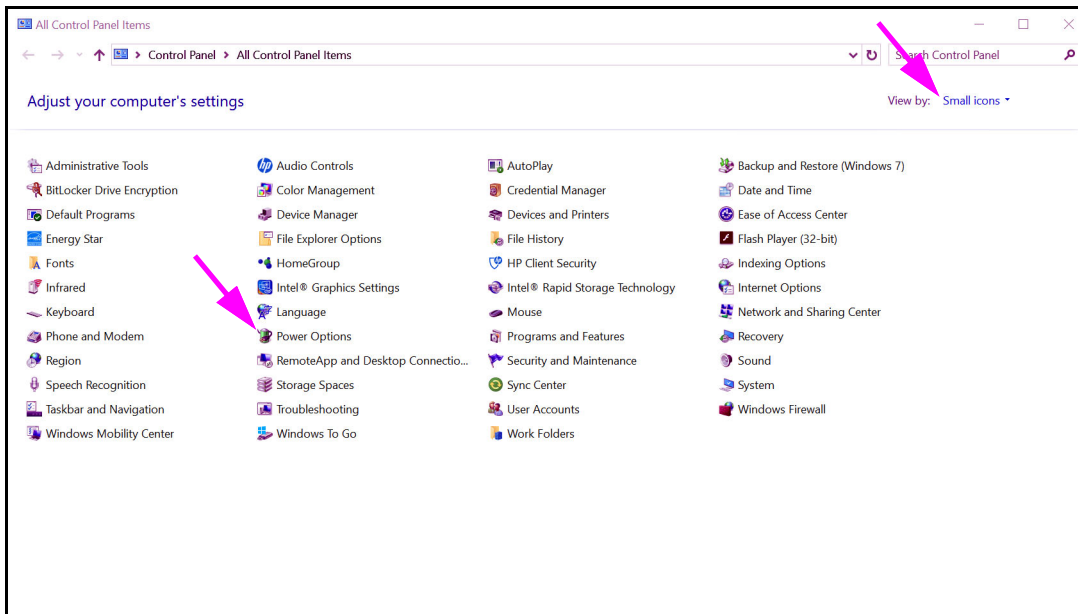 All Control Panel Items
Control Panel > All Control Panel Items
Search Control Panel
Adjust your computer's settings
View by: Small icons
Administrative Tools Audio Controls AutoPlay Backup and Restore (Windows 7)
BitLocker Drive Encryption Color Management Credential Manager Date and Time
Default Programs Device Manager Devices and Printers Ease of Access Center
Energy Star File Explorer Options File History Flash Player (32-bit)
Fonts HomeGroup HP Client Security Indexing Options
Infrared Intel® Graphics Settings Intel® Rapid Storage Technology Internet Options
Keyboard Language Mouse Network and Sharing Center
Phone and Modem Power Options Programs and Features Recovery
Region RemoteApp and Desktop Connectio... Security and Maintenance Sound
Speech Recognition Storage Spaces Sync Center System
Taskbar and Navigation Troubleshooting User Accounts Windows Firewall
Windows Mobility Center Windows To Go Work Folders